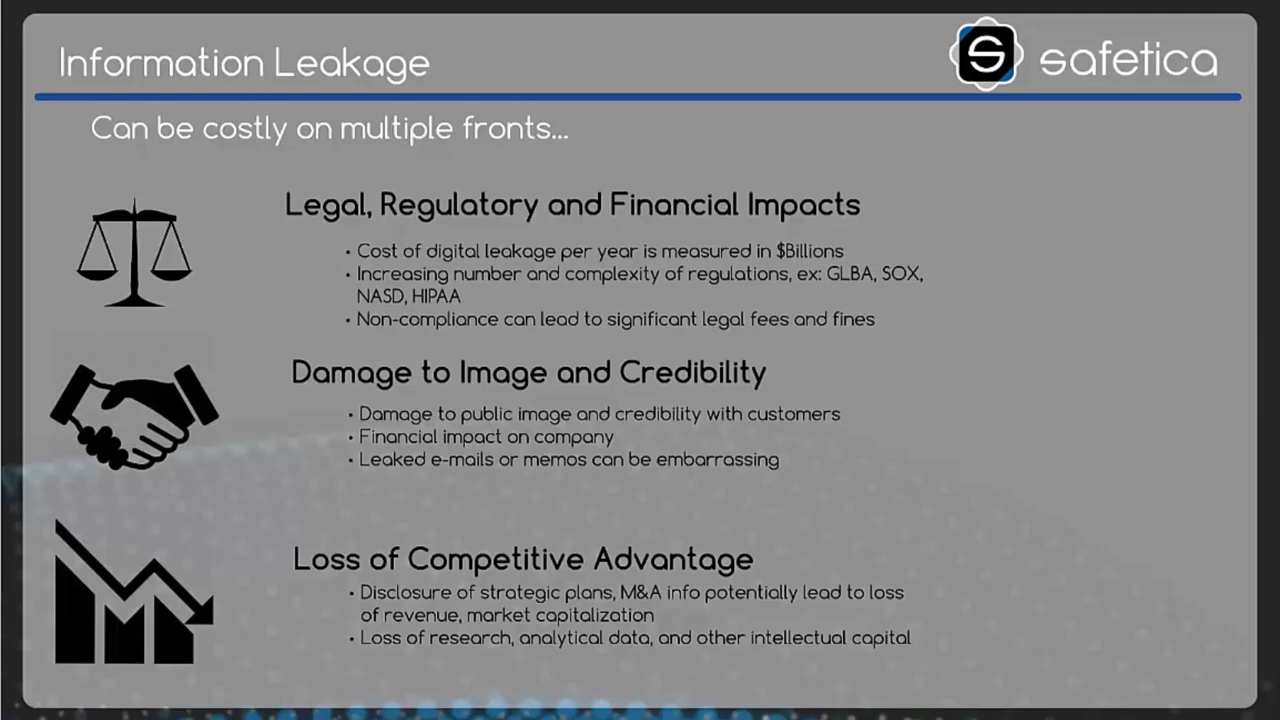 Information Leakage
safetica
Can be costly on multiple fronts...
Legal, Regulatory and Financial Impacts
• Cost of digital leakage per year is measured in $Billions
• Increasing number and complexity of regulations, ex: GLBA, SOX,
NASD, HIPAA
• Non-compliance can lead to significant legal fees and fines
Damage to Image and Credibility
• Damage to public image and credibility with customers
• Financial impact on company
• Leaked e-mails or memos can be embarrassing
Loss of Competitive Advantage
• Disclosure of strategic plans, M&A info potentially lead to loss
of revenue, market capitalization
• Loss of research, analytical data, and other intellectual capital